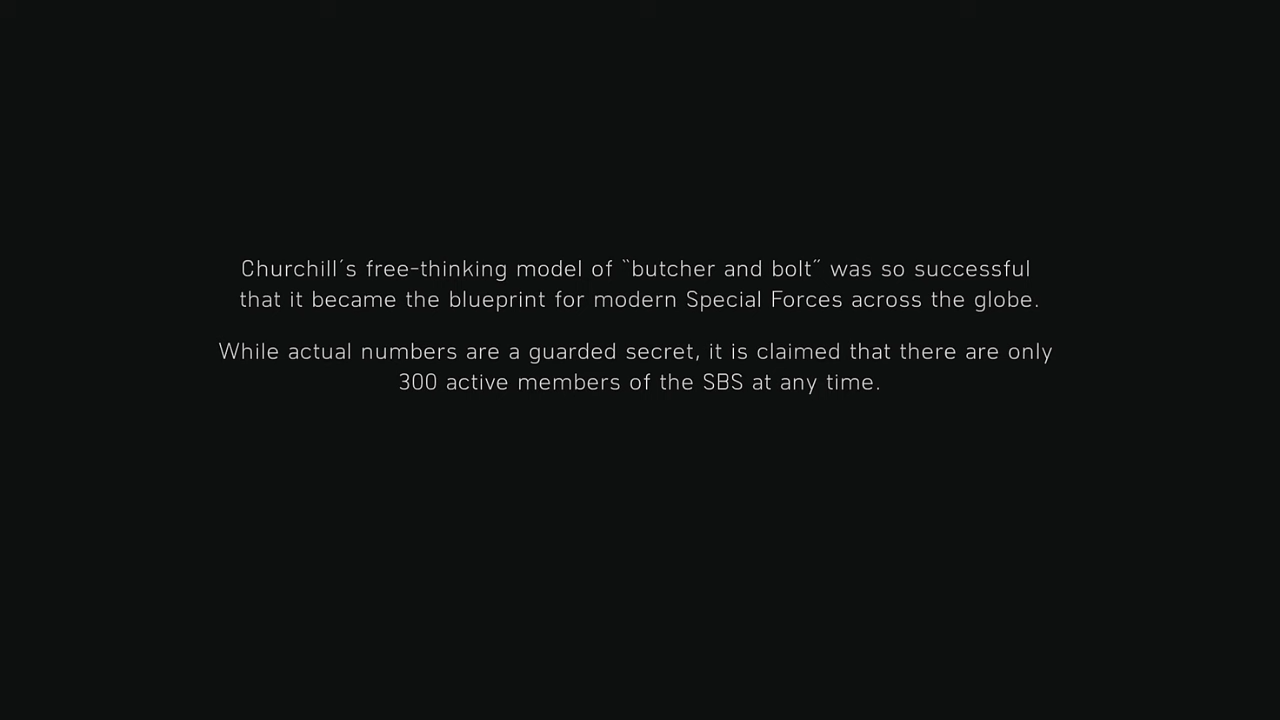 Churchill´s free-thinking model of ‶butcher and bolt″ was so successful
that it became the blueprint for modern Special Forces across the globe.
While actual numbers are a guarded secret, it is claimed that there are only
300 active members of the SBS at any time.